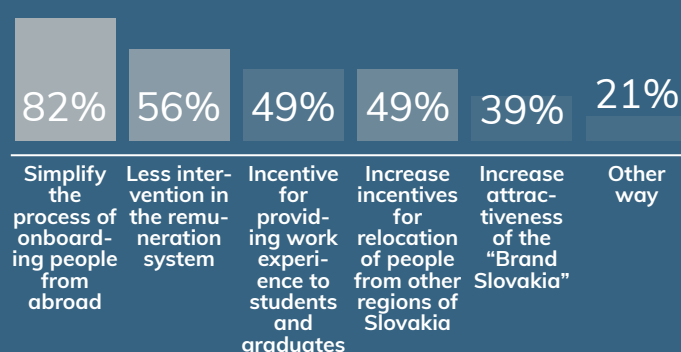 82%
56%
49%
49%
39%
21%
Simplify
the
process of
onboard-
ing people
from
abroad
Less inter-
vention in
the remu-
neration
system
Incentive
for
provid-
ing work
experi-
ence to
students
and
graduates
Increase
incentives
for
relocation
of people
from other
regions of
Slovakia
Increase
attrac-
tiveness
of the
“Brand
Slovakia”
Other
way